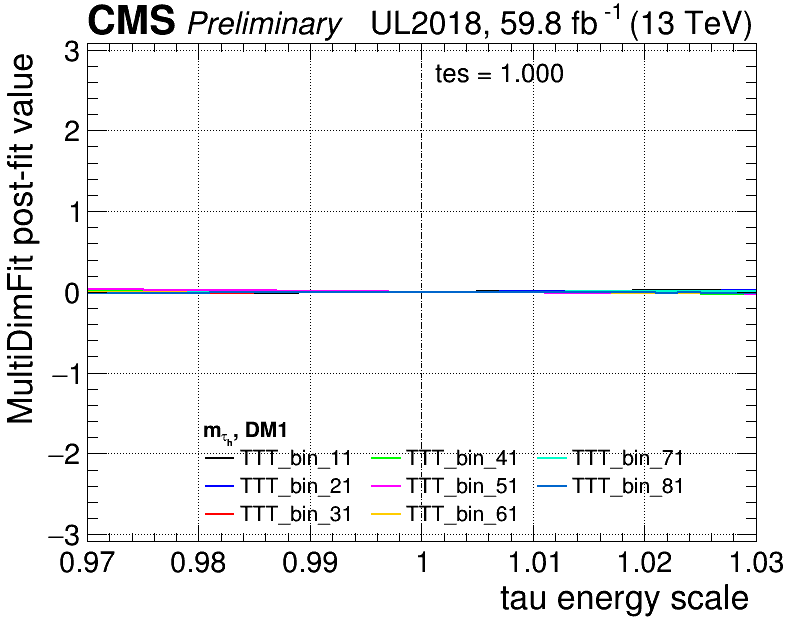 CMS Preliminary UL2018, 59.8 fb⁻¹ (13 TeV)
MultiDimFit post-fit value
3
2
1
0
−1
−2
−3
tes = 1.000
m_τₕ, DM1
TTT_bin_11 TTT_bin_41 TTT_bin_71
TTT_bin_21 TTT_bin_51 TTT_bin_81
TTT_bin_31 TTT_bin_61
0.97 0.98 0.99 1 1.01 1.02 1.03
tau energy scale